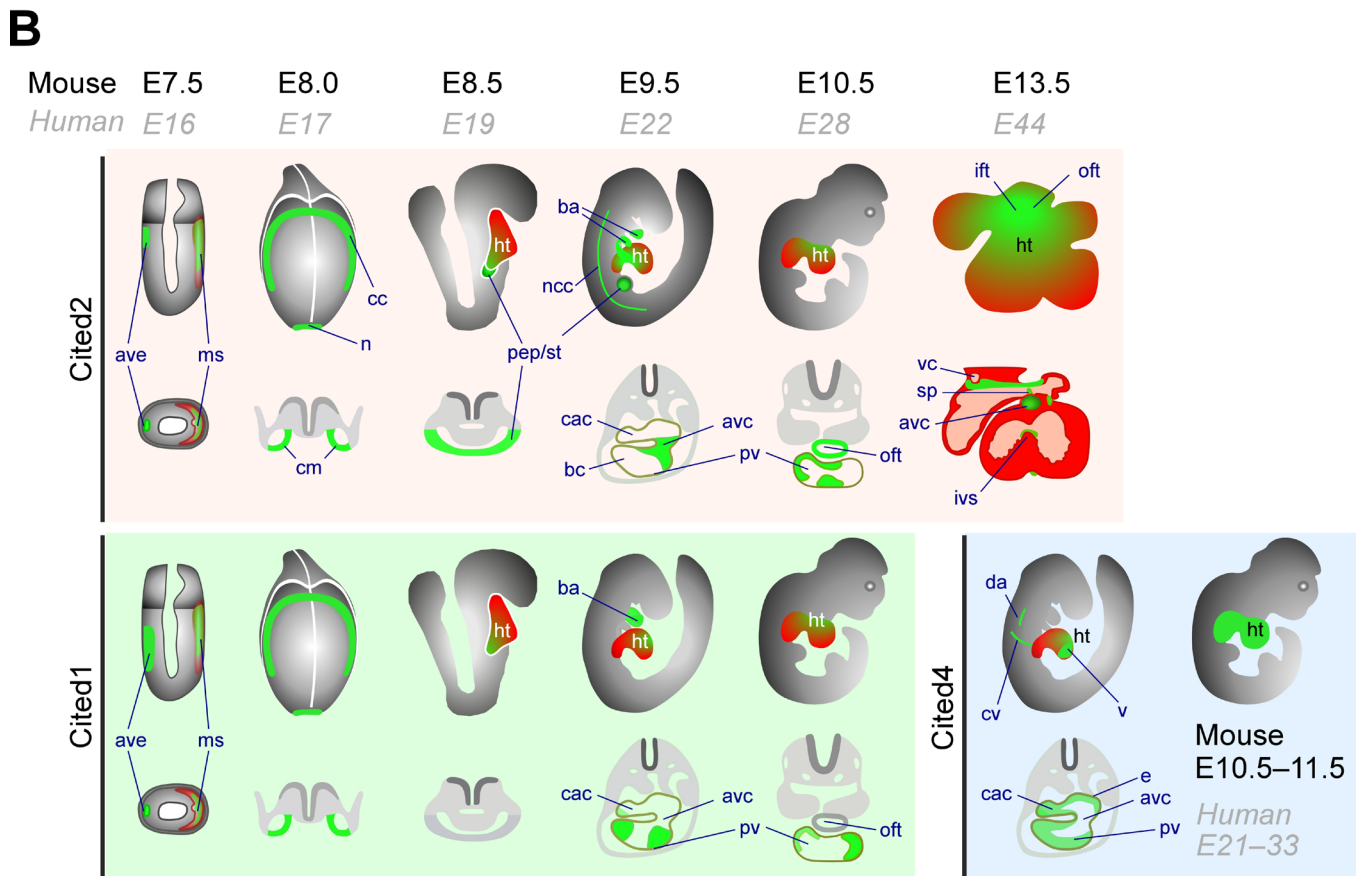 B
Mouse E7.5 E8.0 E8.5 E9.5 E10.5 E13.5
Human E16 E17 E19 E22 E28 E44
Cited2
ift oft
ba
ht ht ht ht
ncc
cc
n
ave ms pep/st
vc
sp
cac avc avc
cm bc pv oft
ivs
Cited1
ba
ht ht ht
ave ms
cac avc
pv oft
Cited4
da
ht ht
cv v
Mouse
E10.5–11.5
e
cac avc
pv
Human
E21–33